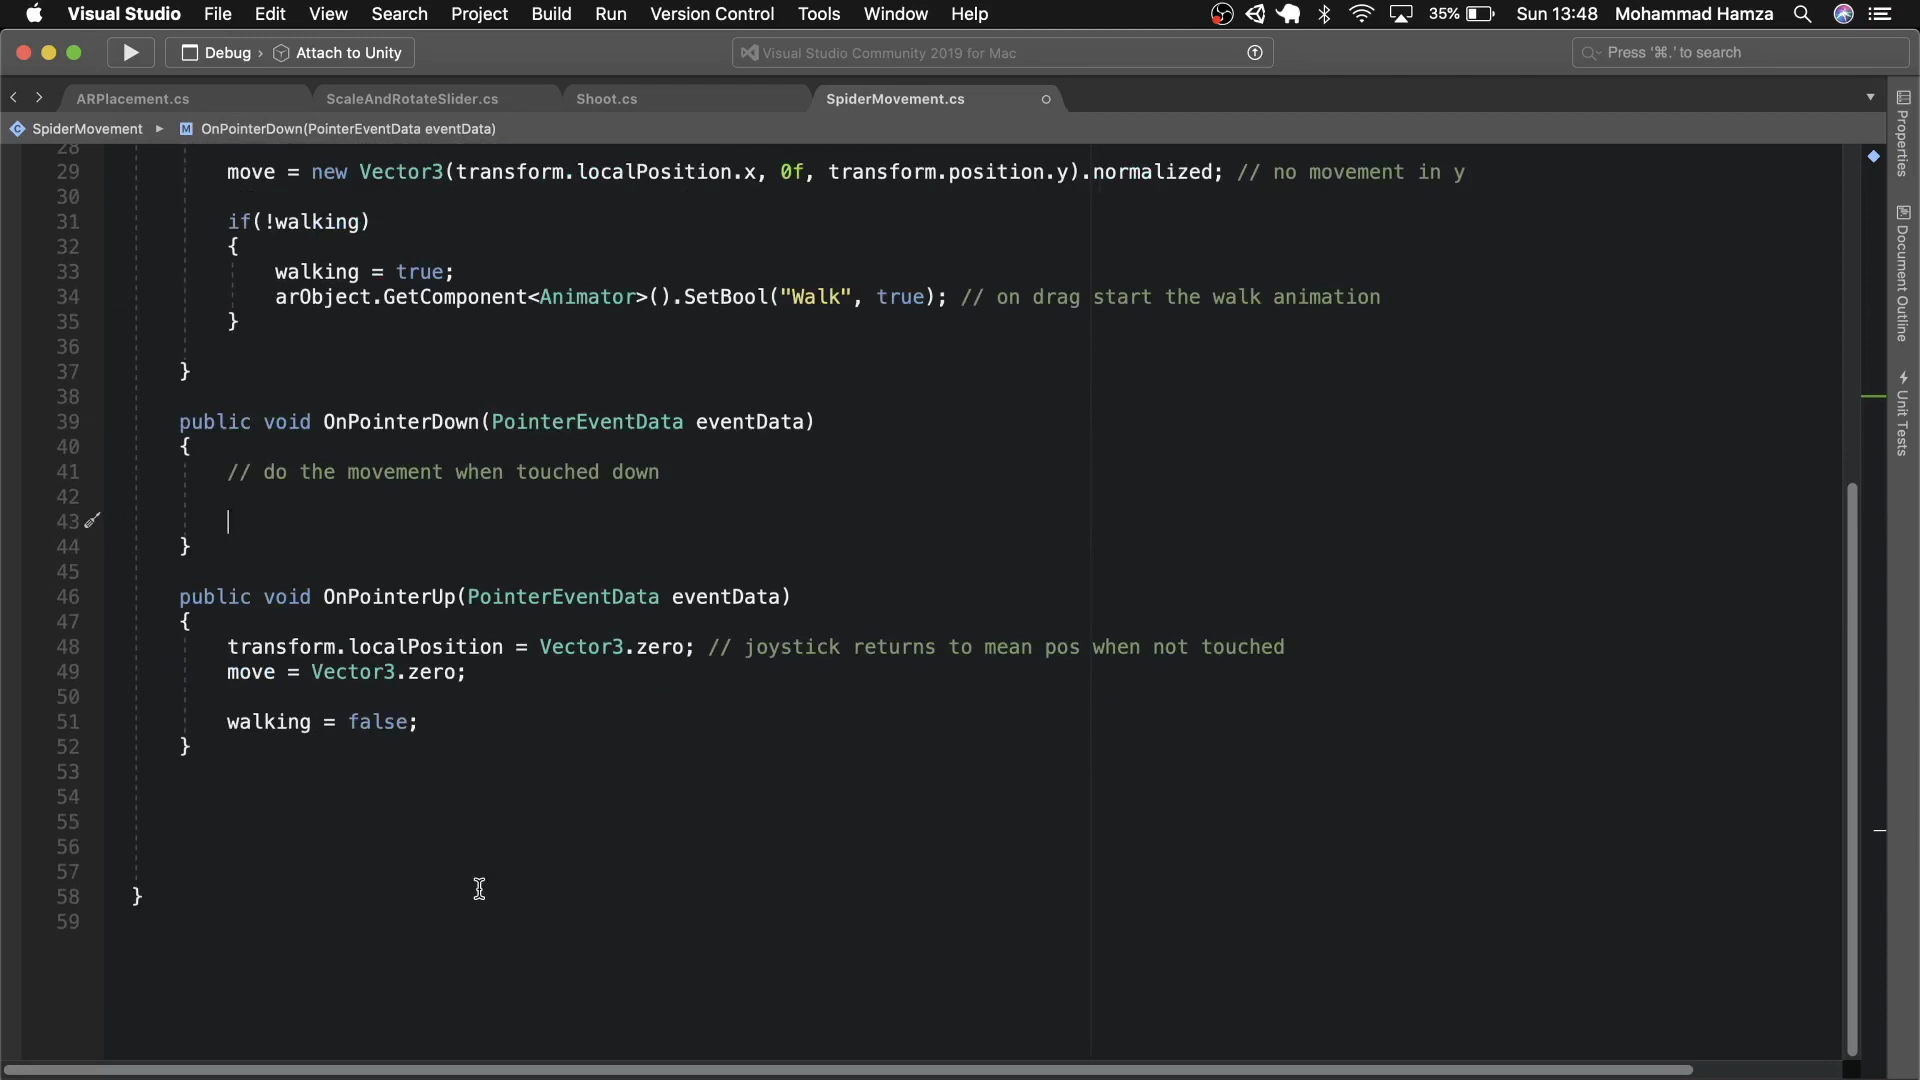 Visual Studio File Edit View Search Project Build Run Version Control Tools Window Help 35% Sun 13:48 Mohammad Hamza
Debug › Attach to Unity Visual Studio Community 2019 for Mac Press '⌘.' to search
ARPlacement.cs ScaleAndRotateSlider.cs Shoot.cs SpiderMovement.cs
SpiderMovement ▸ M OnPointerDown(PointerEventData eventData)
28
29 move = new Vector3(transform.localPosition.x, 0f, transform.position.y).normalized; // no movement in y
30
31 if(!walking)
32 {
33 walking = true;
34 arObject.GetComponent<Animator>().SetBool("Walk", true); // on drag start the walk animation
35 }
36
37 }
38
39 public void OnPointerDown(PointerEventData eventData)
40 {
41 // do the movement when touched down
42
43
44 }
45
46 public void OnPointerUp(PointerEventData eventData)
47 {
48 transform.localPosition = Vector3.zero; // joystick returns to mean pos when not touched
49 move = Vector3.zero;
50
51 walking = false;
52 }
53
54
55
56
57
58 }
59
Properties
Document Outline
Unit Tests